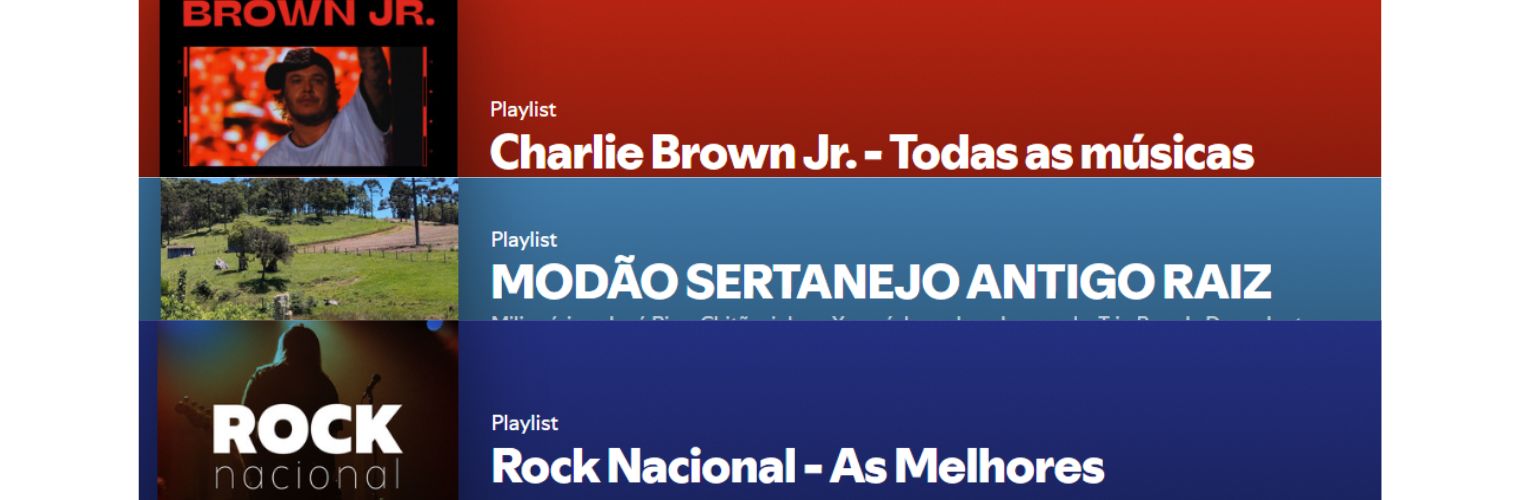 BROWN JR.
Playlist
Charlie Brown Jr. - Todas as músicas
Playlist
MODÃO SERTANEJO ANTIGO RAIZ
ROCK
nacional
Playlist
Rock Nacional - As Melhores